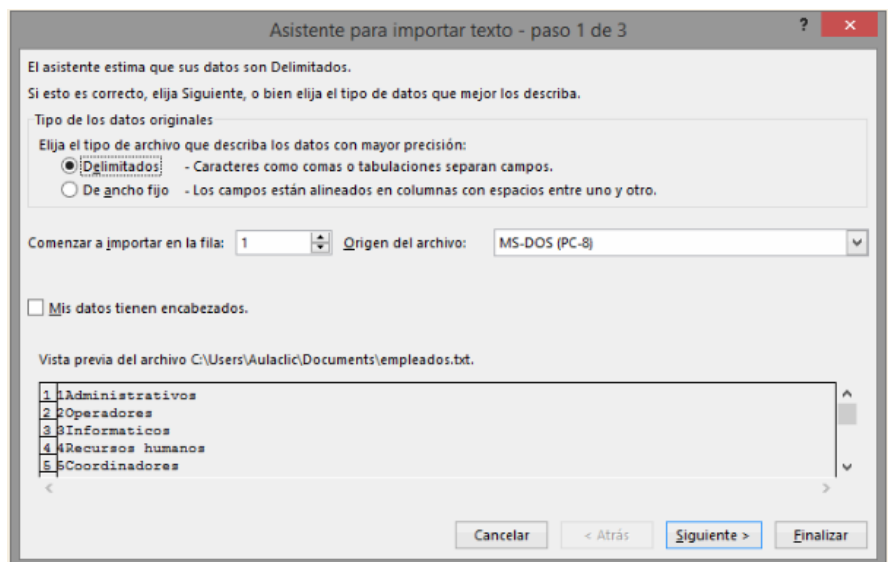 Asistente para importar texto - paso 1 de 3 ? ×
El asistente estima que sus datos son Delimitados.
Si esto es correcto, elija Siguiente, o bien elija el tipo de datos que mejor los describa.
Tipo de los datos originales
Elija el tipo de archivo que describa los datos con mayor precisión:
Delimitados - Caracteres como comas o tabulaciones separan campos.
De ancho fijo - Los campos están alineados en columnas con espacios entre uno y otro.
Comenzar a importar en la fila: 1 Origen del archivo: MS-DOS (PC-8)
Mis datos tienen encabezados.
Vista previa del archivo C:\Users\Aulaclic\Documents\empleados.txt.
1 1Administrativos
2 2Operadores
3 3Informaticos
4 4Recursos humanos
5 5Coordinadores
Cancelar < Atrás Siguiente > Finalizar